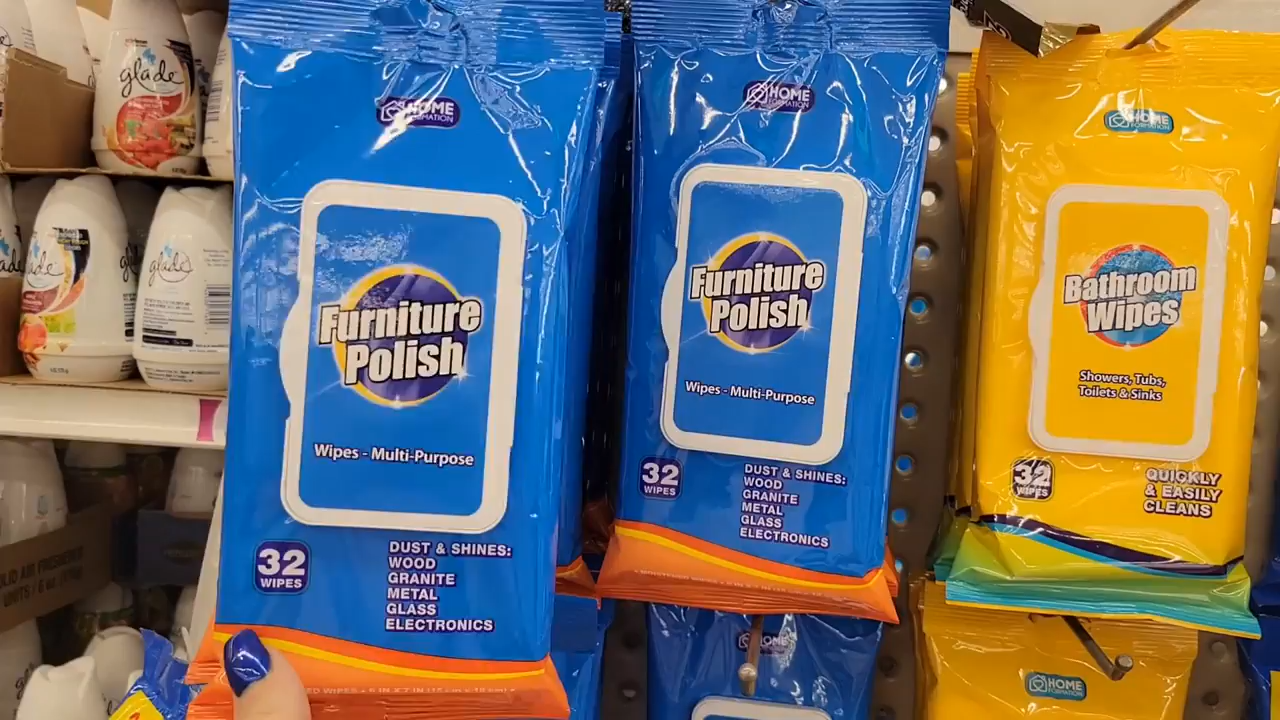 glade
HOME
FORMATION
Furniture
Polish
Wipes - Multi-Purpose
32
WIPES
DUST & SHINES:
WOOD
GRANITE
METAL
GLASS
ELECTRONICS
HOME
FORMATION
Furniture
Polish
Wipes - Multi-Purpose
32
WIPES
DUST & SHINES:
WOOD
GRANITE
METAL
GLASS
ELECTRONICS
HOME
FORMATION
Bathroom
Wipes
Showers, Tubs,
Toilets & Sinks
32
WIPES
QUICKLY
& EASILY
CLEANS
glade
HOME
HOME
FORMATION